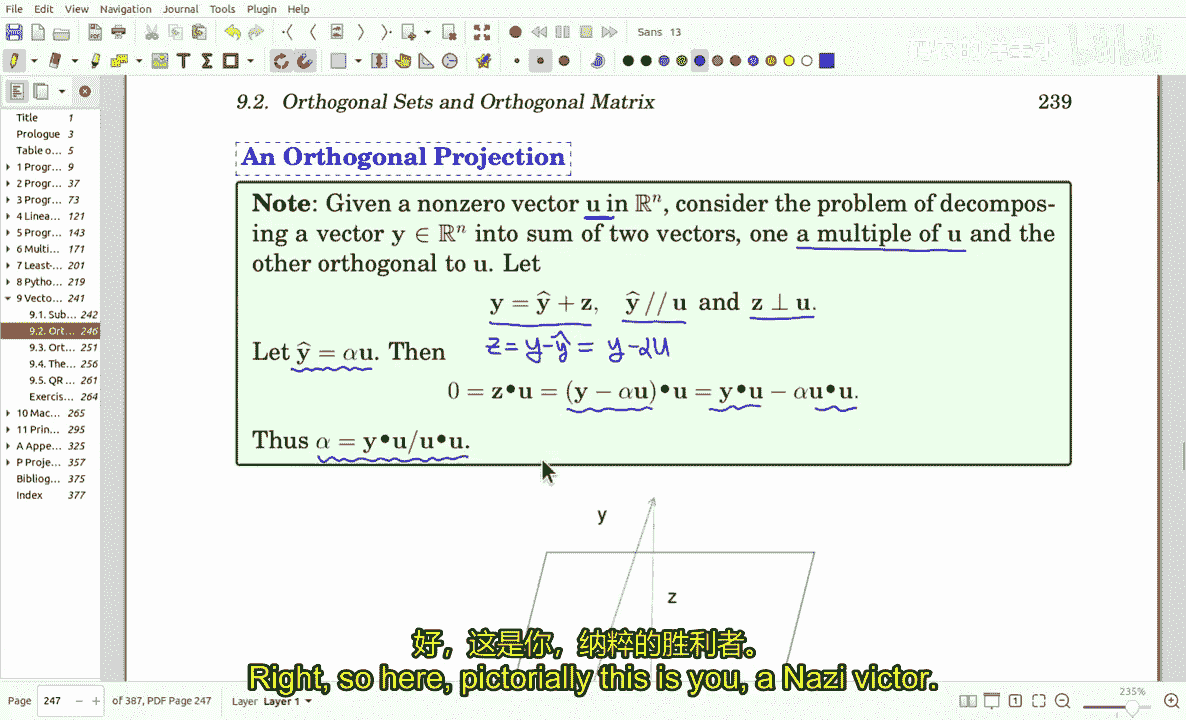 File Edit View Navigation Journal Tools Plugin Help
Sans 13
Title 1
Prologue 3
Table o... 5
1 Progr... 9
2 Progr... 37
3 Progr... 73
4 Linea... 121
5 Progr... 143
6 Multi... 171
7 Least-... 201
8 Pytho... 219
9 Vecto... 241
9.1. Sub... 242
9.2. Ort... 246
9.3. Ort... 251
9.4. The... 256
9.5. QR ... 261
Exercis... 264
10 Mac... 265
11 Prin... 295
A Appe... 325
P Proje... 357
Bibliog... 375
Index 377
9.2. Orthogonal Sets and Orthogonal Matrix 239
An Orthogonal Projection
Note: Given a nonzero vector u in ℝⁿ, consider the problem of decompos-
ing a vector y ∈ ℝⁿ into sum of two vectors, one a multiple of u and the
other orthogonal to u. Let
y = ŷ + z, ŷ // u and z ⊥ u.
z = y - ŷ = y - αu
Let ŷ = αu. Then
0 = z•u = (y − αu)•u = y•u − αu•u.
Thus α = y•u/u•u.
y
z
好，这是你，纳粹的胜利者。
Right, so here, pictorially this is you, a Nazi victor.
Page 247 of 387, PDF Page 247 Layer Layer 1 235%